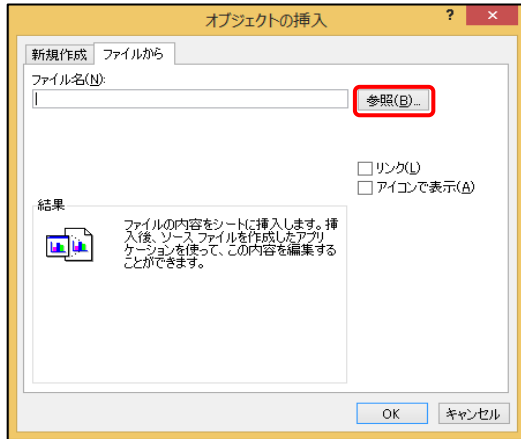 オブジェクトの挿入
? ×
新規作成 ファイルから
ファイル名(N):
参照(B)...
リンク(L)
アイコンで表示(A)
結果
ファイルの内容をシートに挿入します。挿
入後、ソース ファイルを作成したアプリ
ケーションを使って、この内容を編集する
ことができます。
OK キャンセル